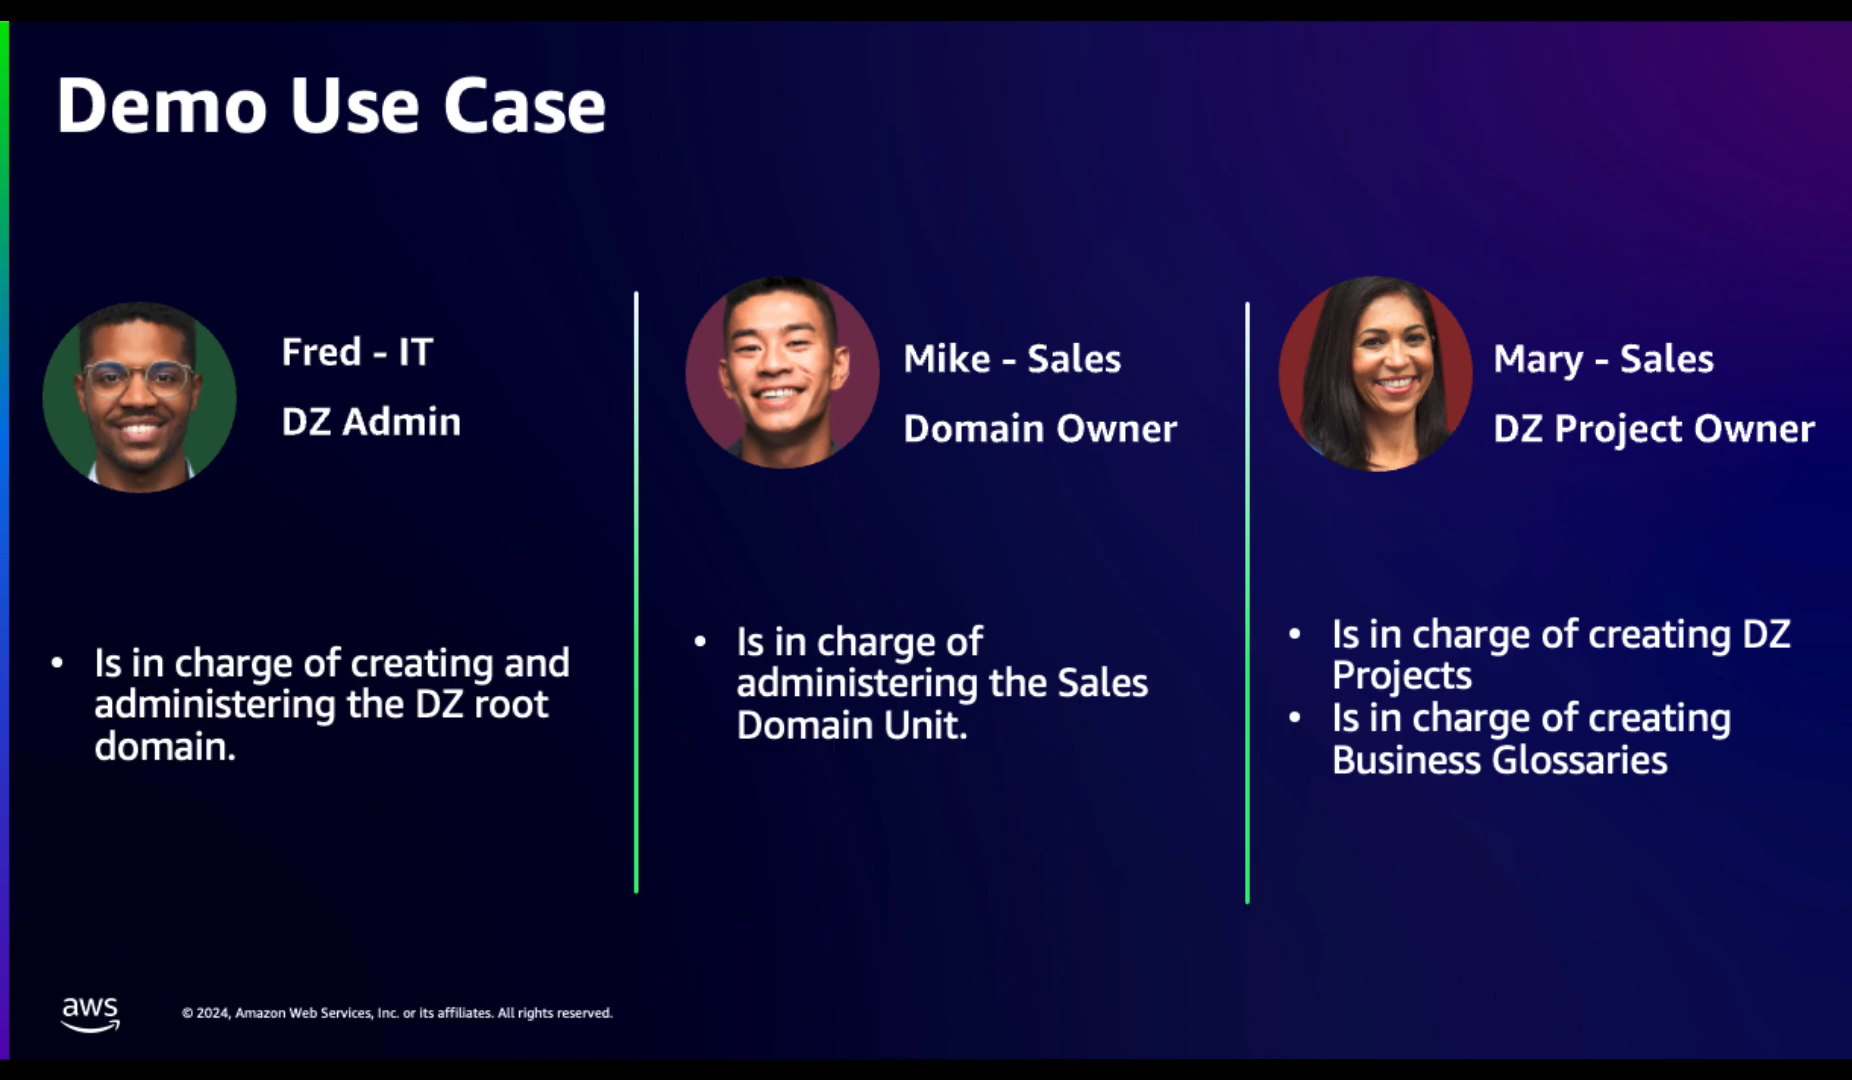 Demo Use Case
Fred - IT
DZ Admin
• Is in charge of creating and
administering the DZ root
domain.
Mike - Sales
Domain Owner
• Is in charge of
administering the Sales
Domain Unit.
Mary - Sales
DZ Project Owner
• Is in charge of creating DZ
Projects
• Is in charge of creating
Business Glossaries
aws
© 2024, Amazon Web Services, Inc. or its affiliates. All rights reserved.